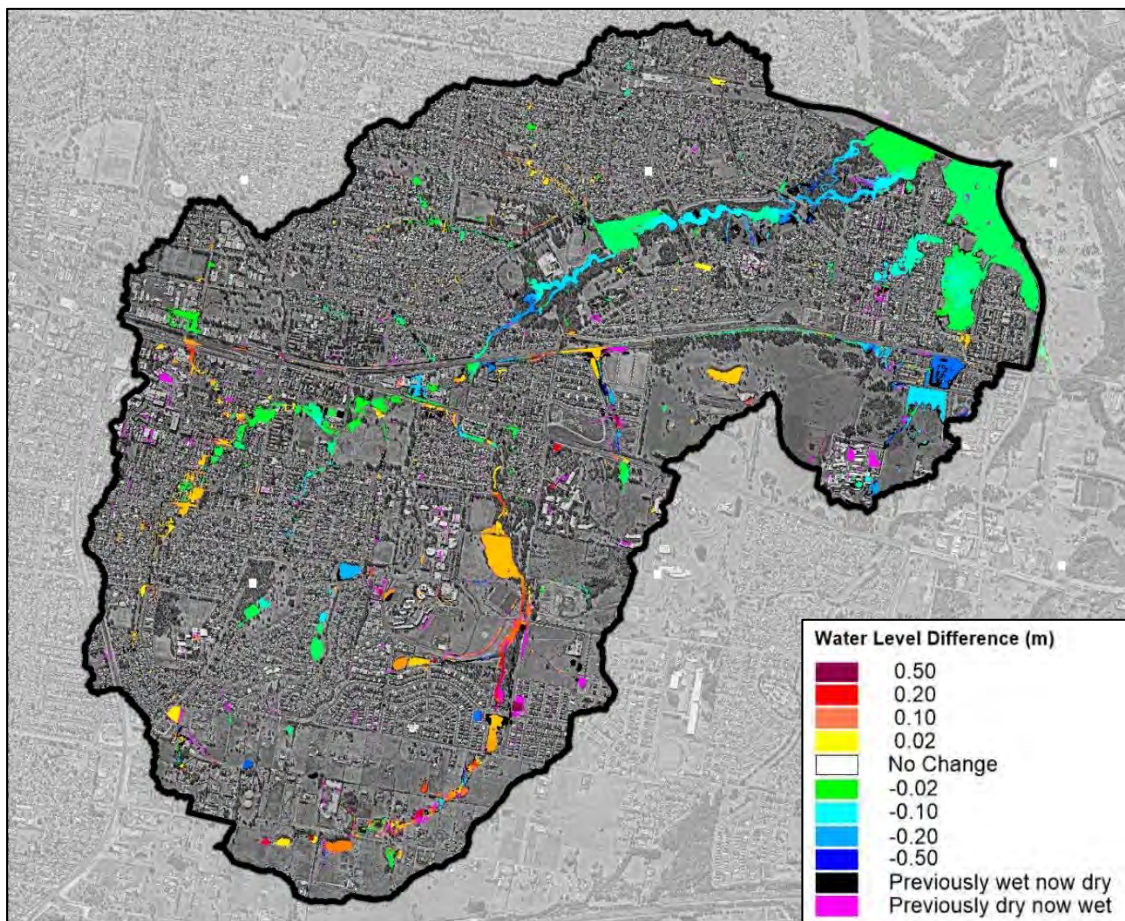 Water Level Difference (m)
0.50
0.20
0.10
0.02
No Change
-0.02
-0.10
-0.20
-0.50
Previously wet now dry
Previously dry now wet